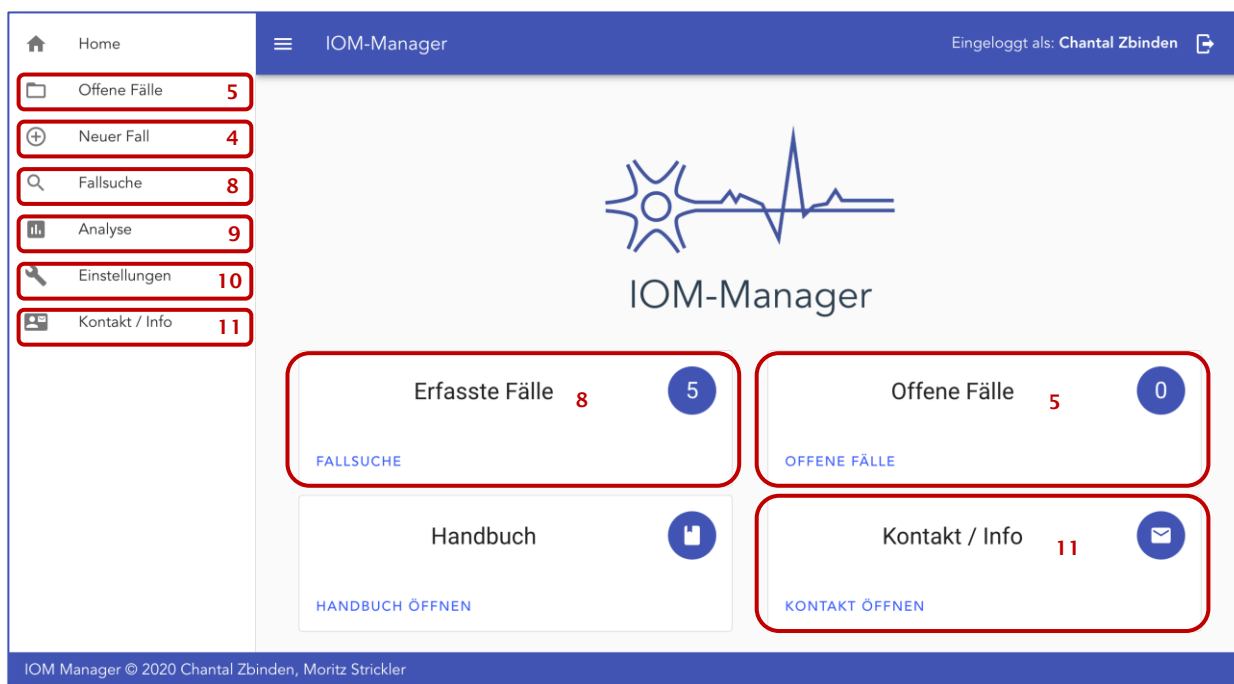 Home
IOM-Manager
Eingeloggt als: Chantal Zbinden
Offene Fälle 5
Neuer Fall 4
Fallsuche 8
Analyse 9
Einstellungen 10
Kontakt / Info 11
IOM-Manager
Erfasste Fälle 8 5
FALLSUCHE
Offene Fälle 5 0
OFFENE FÄLLE
Handbuch
HANDBUCH ÖFFNEN
Kontakt / Info 11
KONTAKT ÖFFNEN
IOM Manager © 2020 Chantal Zbinden, Moritz Strickler